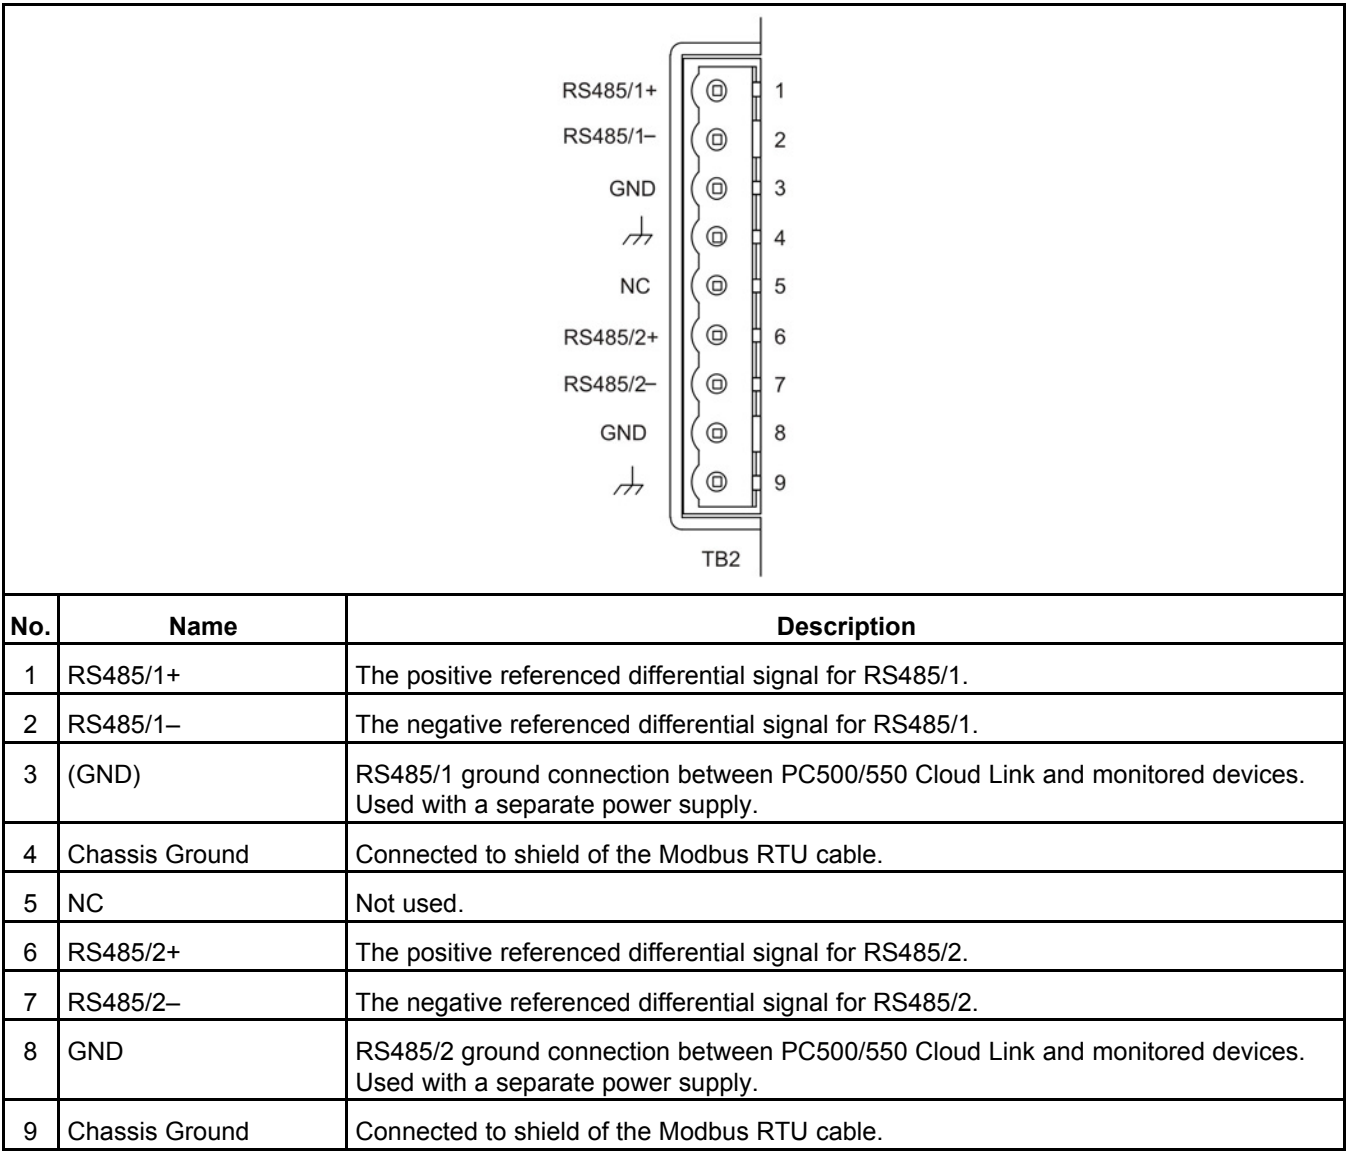 RS485/1+ 1
RS485/1– 2
GND 3
4
NC 5
RS485/2+ 6
RS485/2– 7
GND 8
9
TB2
No. Name Description
1 RS485/1+ The positive referenced differential signal for RS485/1.
2 RS485/1– The negative referenced differential signal for RS485/1.
3 (GND) RS485/1 ground connection between PC500/550 Cloud Link and monitored devices.
Used with a separate power supply.
4 Chassis Ground Connected to shield of the Modbus RTU cable.
5 NC Not used.
6 RS485/2+ The positive referenced differential signal for RS485/2.
7 RS485/2– The negative referenced differential signal for RS485/2.
8 GND RS485/2 ground connection between PC500/550 Cloud Link and monitored devices.
Used with a separate power supply.
9 Chassis Ground Connected to shield of the Modbus RTU cable.